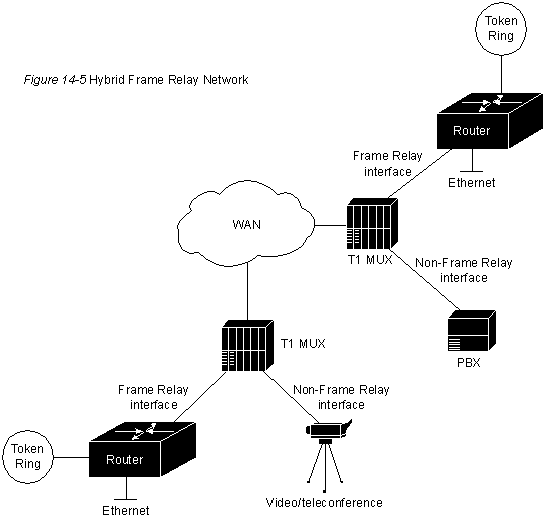 Token
Ring
Figure 14-5 Hybrid Frame Relay Network
Router
Frame Relay
interface
Ethernet
WAN
T1 MUX
Non-Frame Relay
interface
T1 MUX
PBX
Frame Relay
interface
Non-Frame Relay
interface
Token
Ring
Router
Ethernet
Video/teleconference